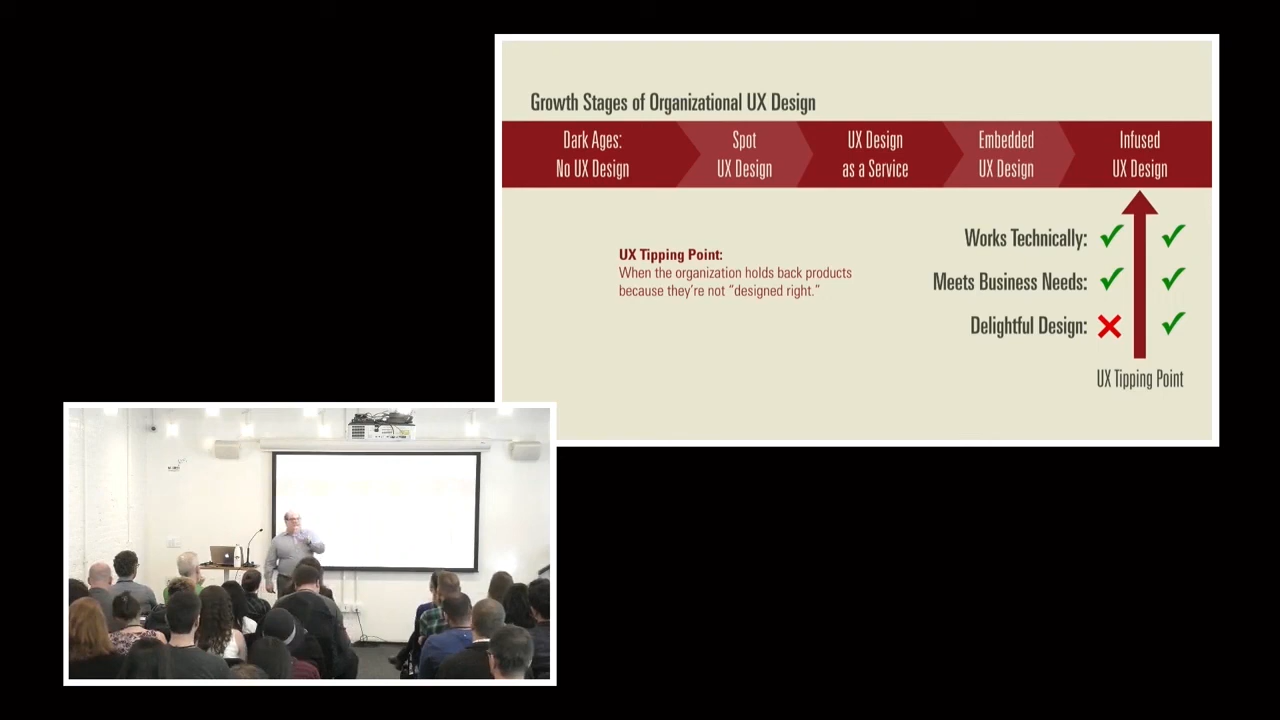 Growth Stages of Organizational UX Design
Dark Ages:
No UX Design
Spot
UX Design
UX Design
as a Service
Embedded
UX Design
Infused
UX Design
Works Technically:
UX Tipping Point:
When the organization holds back products
because they're not "designed right."
Meets Business Needs:
Delightful Design:
UX Tipping Point